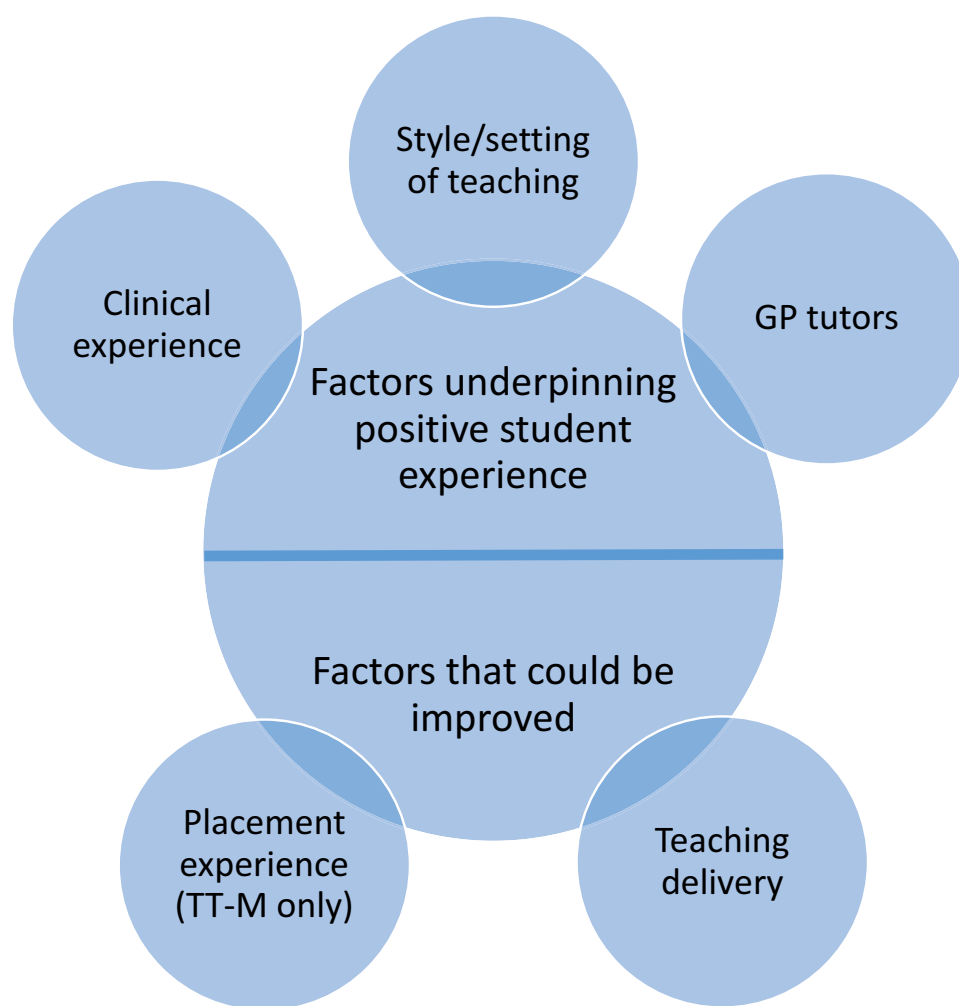 Style/setting
of teaching
Clinical
experience
GP tutors
Factors underpinning
positive student
experience
Factors that could be
improved
Placement
experience
(TT-M only)
Teaching
delivery